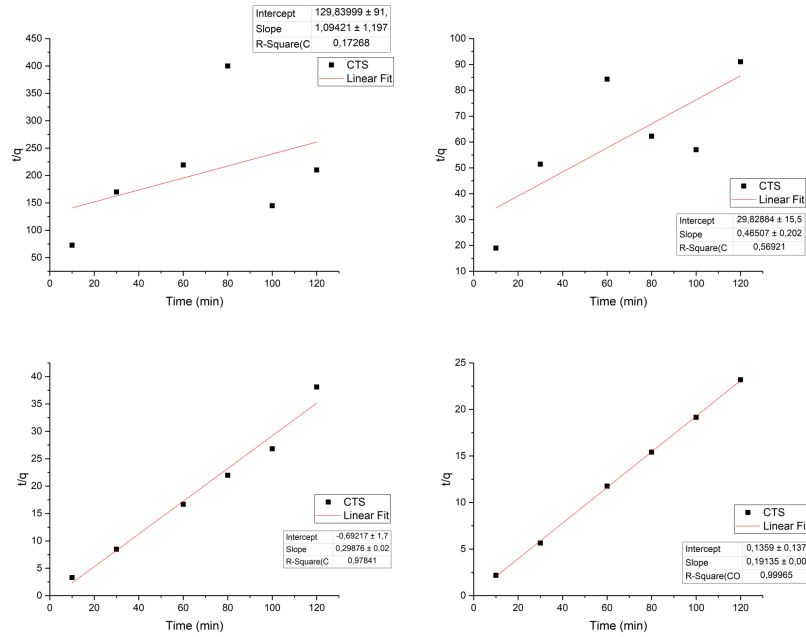 Intercept 129,83999 ± 91,
Slope 1,09421 ± 1,197
R-Square(C 0,17268
CTS
Linear Fit
t/q
450
400
350
300
250
200
150
100
50
0 20 40 60 80 100 120
Time (min)
t/q
100
90
80
70
60
50
40
30
20
10
0 20 40 60 80 100 120
Time (min)
CTS
Linear Fit
Intercept 29,82884 ± 15,5
Slope 0,46507 ± 0,202
R-Square(C 0,56921
t/q
40
35
30
25
20
15
10
5
0
0 20 40 60 80 100 120
Time (min)
CTS
Linear Fit
Intercept -0,69217 ± 1,7
Slope 0,29876 ± 0,02
R-Square(C 0,97841
t/q
25
20
15
10
5
0
0 20 40 60 80 100 120
Time (min)
CTS
Linear Fit
Intercept 0,1359 ± 0,137
Slope 0,19135 ± 0,00
R-Square(CO 0,99965